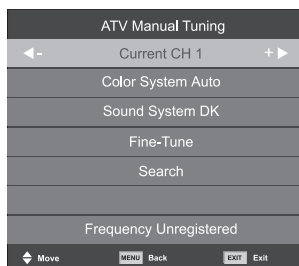 ATV Manual Tuning
- Current CH 1 +
Color System Auto
Sound System DK
Fine-Tune
Search
Frequency Unregistered
Move MENU Back EXIT Exit